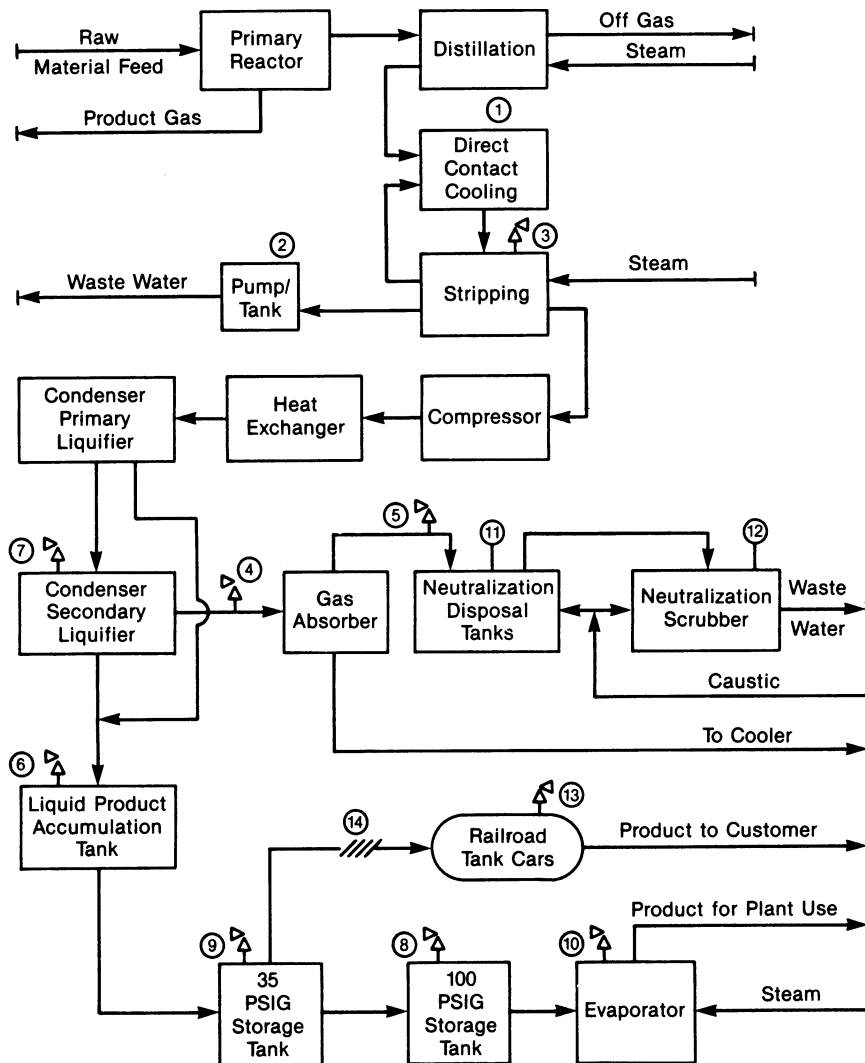 Raw
Material Feed
Primary
Reactor
Distillation
Off Gas
Steam
Product Gas
1
Direct
Contact
Cooling
2
3
Waste Water
Pump/
Tank
Stripping
Steam
Condenser
Primary
Liquifier
Heat
Exchanger
Compressor
7
4
5
11
12
Condenser
Secondary
Liquifier
Gas
Absorber
Neutralization
Disposal
Tanks
Neutralization
Scrubber
Waste
Water
Caustic
To Cooler
6
Liquid Product
Accumulation
Tank
14
13
Railroad
Tank Cars
Product to Customer
Product for Plant Use
9
8
10
35
PSIG
Storage
Tank
100
PSIG
Storage
Tank
Evaporator
Steam